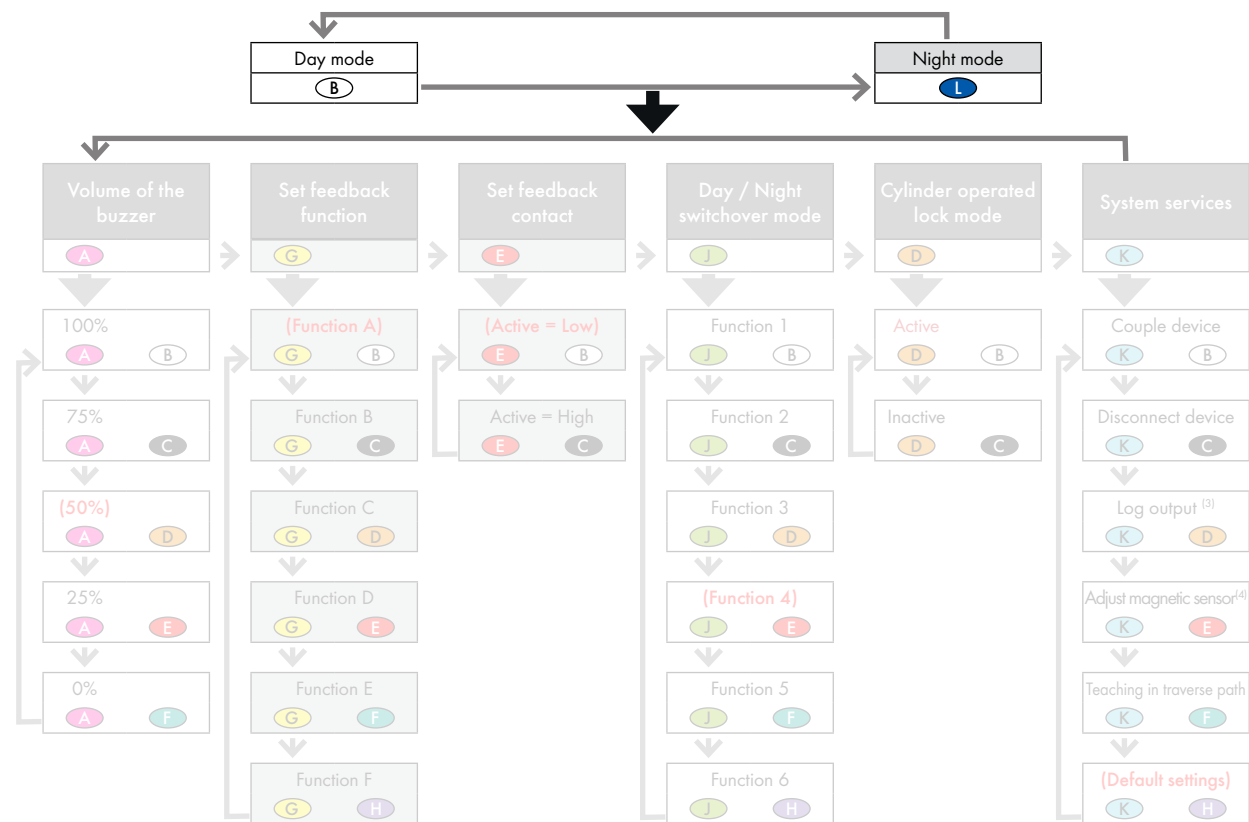 Day mode
B
Night mode
L
Volume of the
buzzer
A
Set feedback
function
G
Set feedback
contact
E
Day / Night
switchover mode
J
Cylinder operated
lock mode
D
System services
K
100%
A B
(Function A)
G B
(Active = Low)
E B
Function 1
J B
Active
D B
Couple device
K B
75%
A C
Function B
G C
Active = High
E C
Function 2
J C
Inactive
D C
Disconnect device
K C
(50%)
A D
Function C
G D
Function 3
J D
Log output (3)
K D
25%
A E
Function D
G E
(Function 4)
J E
Adjust magnetic sensor(4)
K E
0%
A F
Function E
G F
Function 5
J F
Teaching in traverse path
K F
Function F
G H
Function 6
J H
(Default settings)
K H